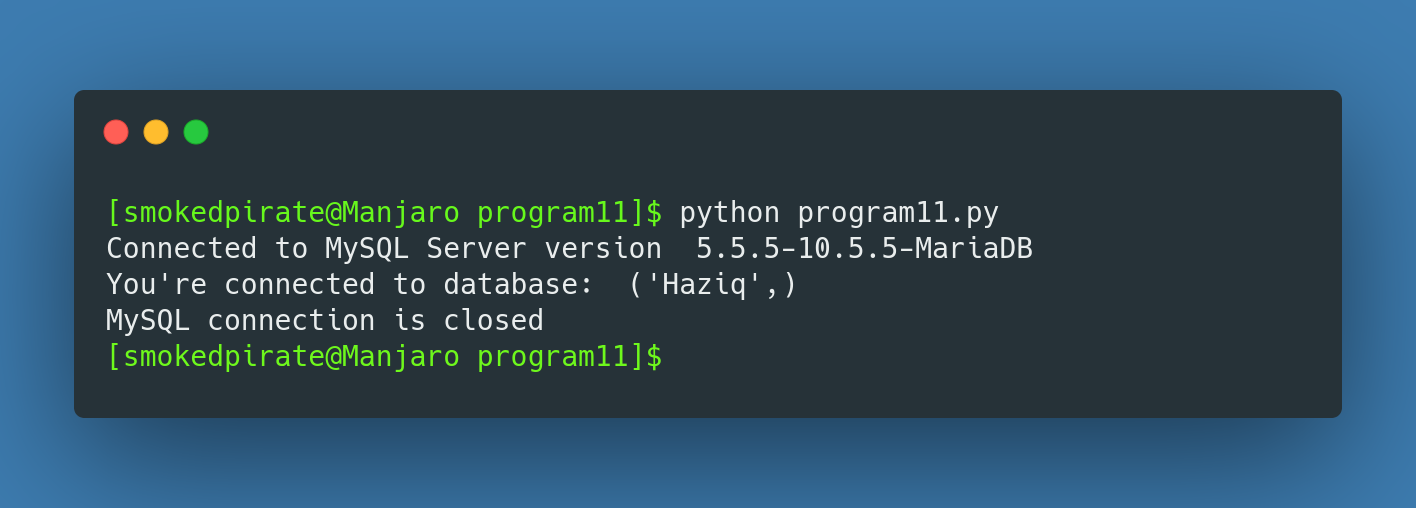 [smokedpirate@Manjaro program11]$ python program11.py
Connected to MySQL Server version  5.5.5-10.5.5-MariaDB
You're connected to database:  ('Haziq',)
MySQL connection is closed
[smokedpirate@Manjaro program11]$